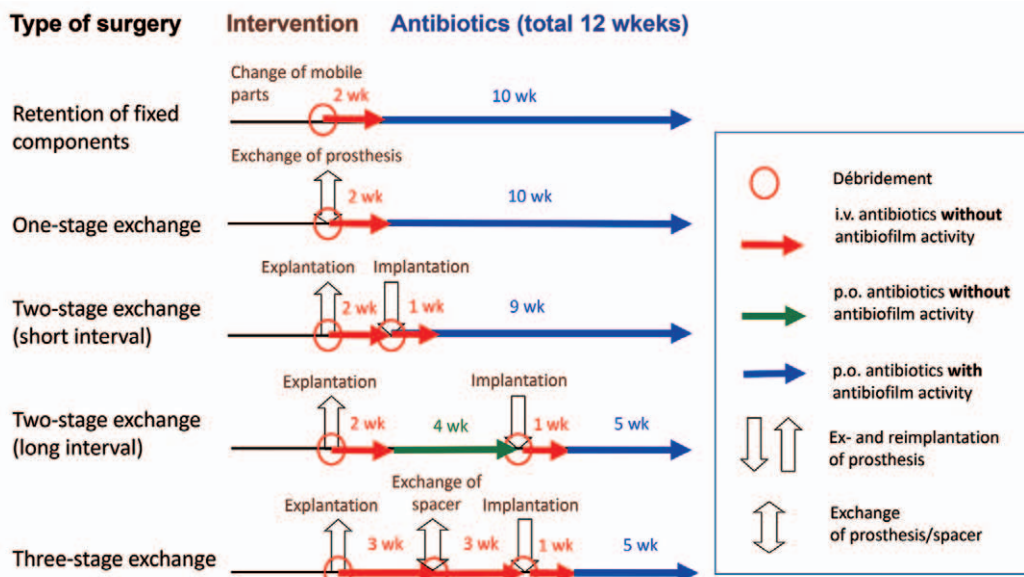 Type of surgery Intervention Antibiotics (total 12 wkeks)
Change of mobile
parts
2 wk 10 wk
Retention of fixed
components
Exchange of prosthesis
2 wk 10 wk
One-stage exchange
Explantation Implantation
2 wk 1 wk 9 wk
Two-stage exchange
(short interval)
Explantation Implantation
2 wk 4 wk 1 wk 5 wk
Two-stage exchange
(long interval)
Exchange of
spacer
Explantation Implantation
3 wk 3 wk 1 wk 5 wk
Three-stage exchange
Débridement
i.v. antibiotics without
antibiofilm activity
p.o. antibiotics without
antibiofilm activity
p.o. antibiotics with
antibiofilm activity
Ex- and reimplantation
of prosthesis
Exchange
of prosthesis/spacer